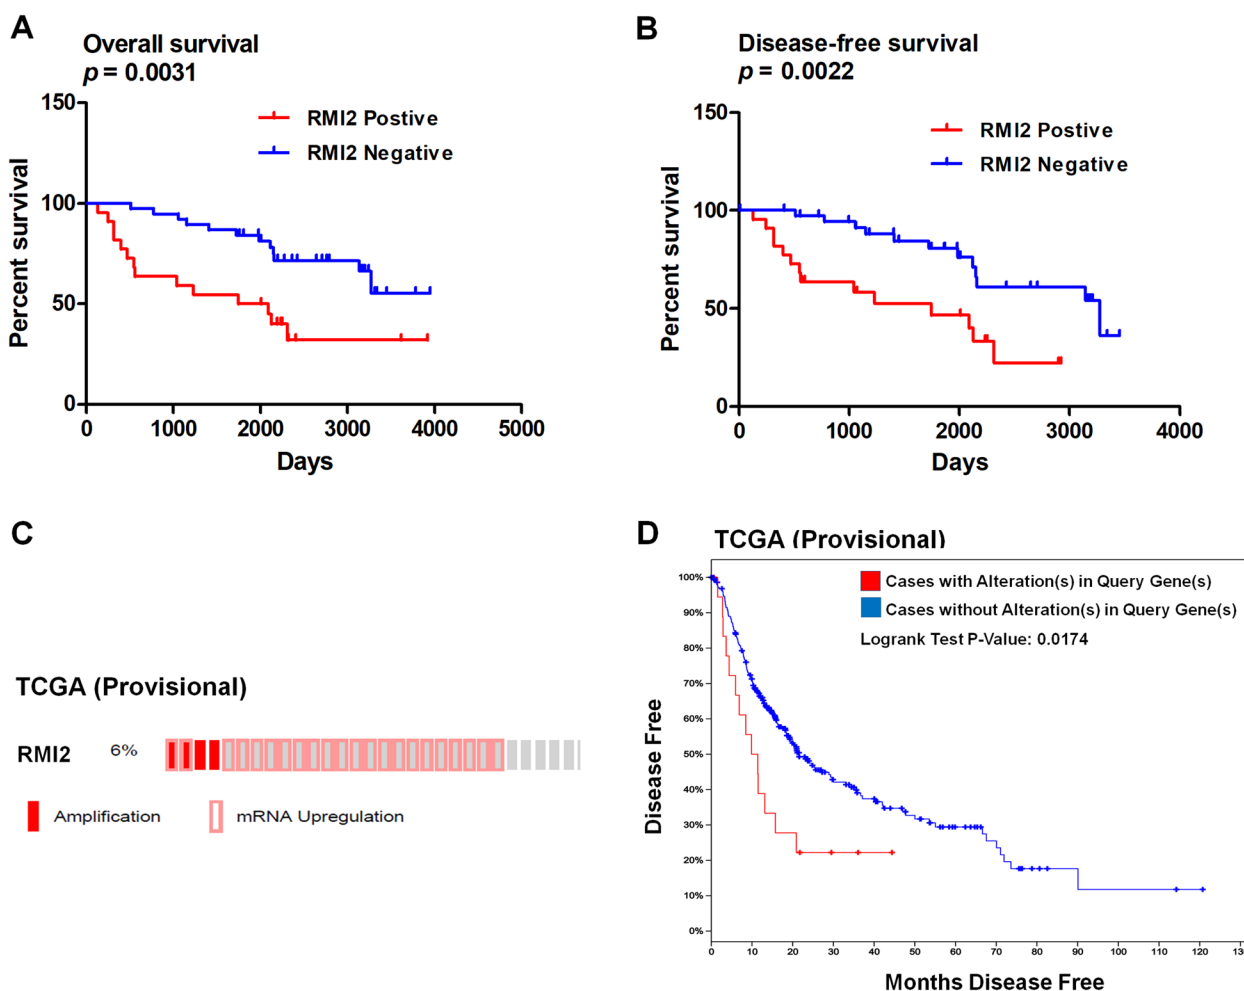 A
Overall survival
p = 0.0031
RMI2 Postive
RMI2 Negative
Percent survival
150
100
50
0
0 1000 2000 3000 4000 5000
Days
B
Disease-free survival
p = 0.0022
RMI2 Postive
RMI2 Negative
Percent survival
150
100
50
0
0 1000 2000 3000 4000
Days
C
TCGA (Provisional)
RMI2 6%
Amplification mRNA Upregulation
D
TCGA (Provisional)
Cases with Alteration(s) in Query Gene(s)
Cases without Alteration(s) in Query Gene(s)
Logrank Test P-Value: 0.0174
Disease Free
100%
90%
80%
70%
60%
50%
40%
30%
20%
10%
0%
0 10 20 30 40 50 60 70 80 90 100 110 120 130
Months Disease Free